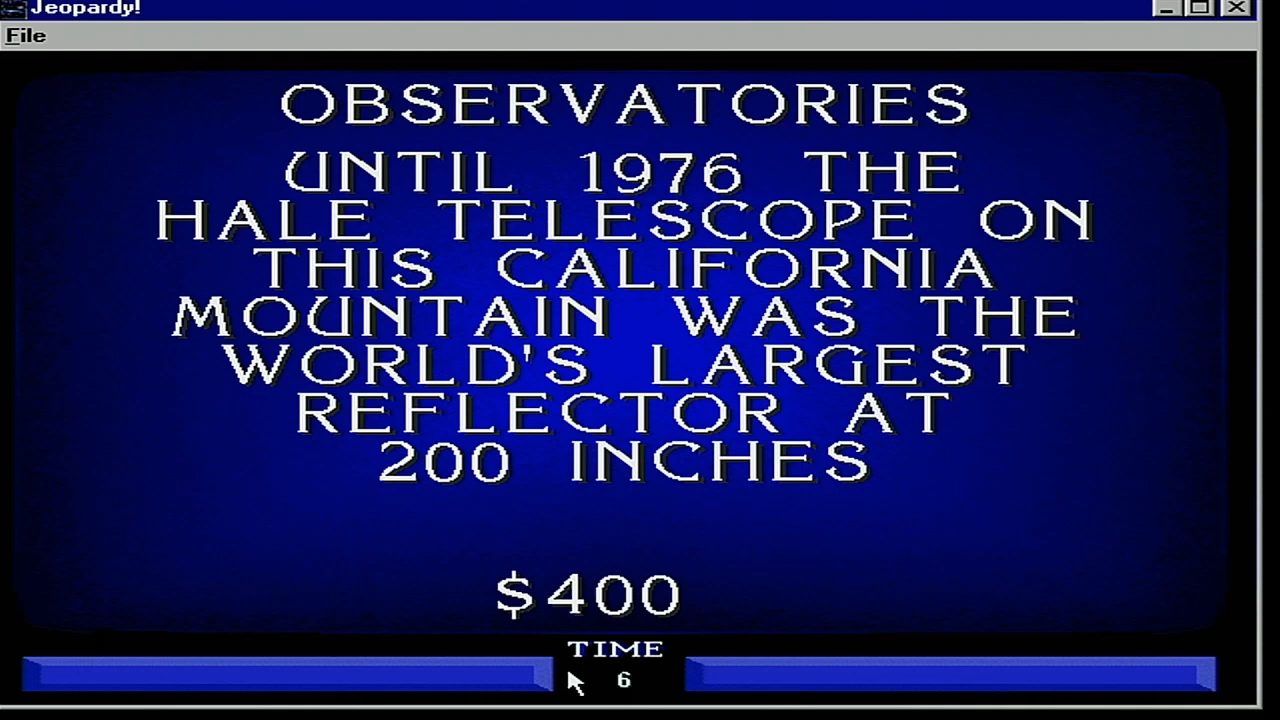 Jeopardy!
File
OBSERVATORIES
UNTIL 1976 THE
HALE TELESCOPE ON
THIS CALIFORNIA
MOUNTAIN WAS THE
WORLD'S LARGEST
REFLECTOR AT
200 INCHES
$400
TIME
6